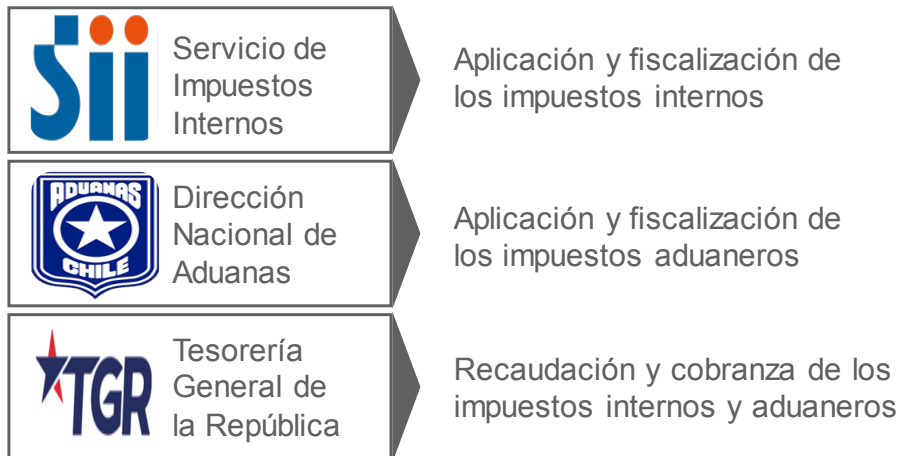 Sii
Servicio de
Impuestos
Internos
Aplicación y fiscalización de
los impuestos internos
ADUANAS
CHILE
Dirección
Nacional de
Aduanas
Aplicación y fiscalización de
los impuestos aduaneros
TGR
Tesorería
General de
la República
Recaudación y cobranza de los
impuestos internos y aduaneros